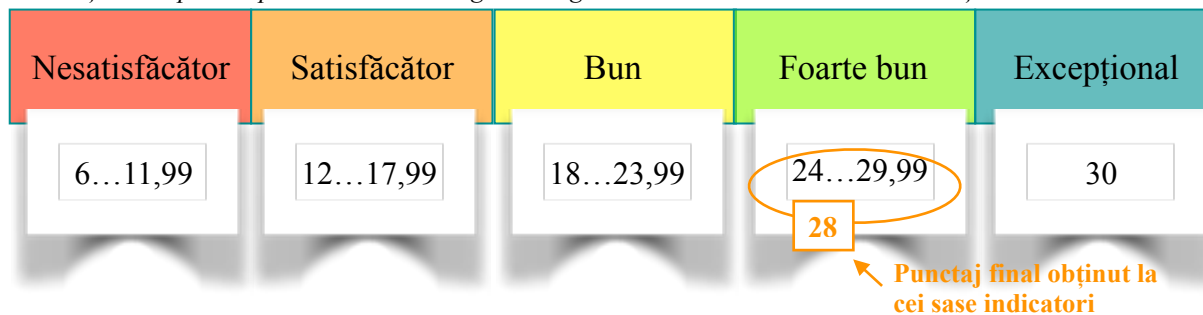 Nesatisfăcător Satisfăcător Bun Foarte bun Excepțional
6…11,99 12…17,99 18…23,99 24…29,99 30
28
Punctaj final obținut la
cei sase indicatori